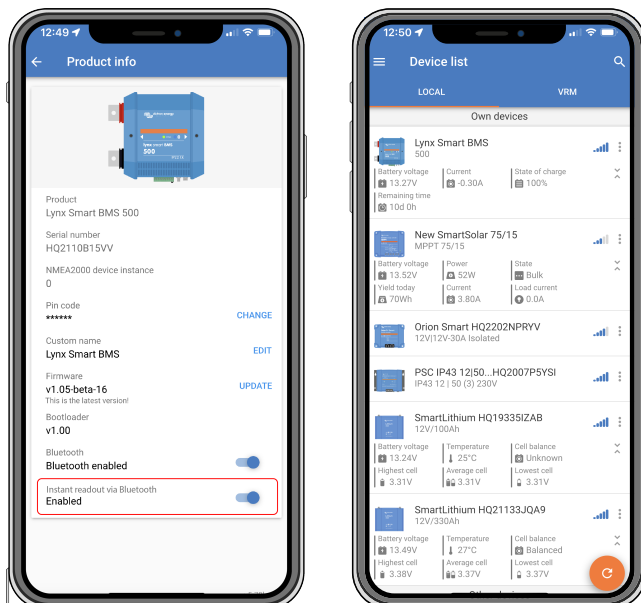 12:49
Product info
lynx smart BMS
500
Product
Lynx Smart BMS 500
Serial number
HQ2110B15VV
NMEA2000 device instance
0
Pin code
******
CHANGE
Custom name
Lynx Smart BMS
EDIT
Firmware
v1.05-beta-16
UPDATE
This is the latest version!
Bootloader
v1.00
Bluetooth
Bluetooth enabled
Instant readout via Bluetooth
Enabled
12:50
Device list
LOCAL
VRM
Own devices
Lynx Smart BMS
500
Battery voltage
Current
State of charge
13.27V
-0.30A
100%
Remaining time
10d 0h
New SmartSolar 75/15
MPPT 75/15
Battery voltage
Power
State
13.52V
52W
Bulk
Yield today
Current
Load current
70Wh
3.80A
0.0A
Orion Smart HQ2202NPRYV
12V|12V-30A Isolated
PSC IP43 12|50...HQ2007P5YSI
IP43 12 | 50 (3) 230V
SmartLithium HQ19335IZAB
12V/100Ah
Battery voltage
Temperature
Cell balance
13.24V
25°C
Unknown
Highest cell
Average cell
Lowest cell
3.31V
3.31V
3.31V
SmartLithium HQ21133JQA9
12V/330Ah
Battery voltage
Temperature
Cell balance
13.49V
27°C
Balanced
Highest cell
Average cell
Lowest cell
3.38V
3.37V
3.37V